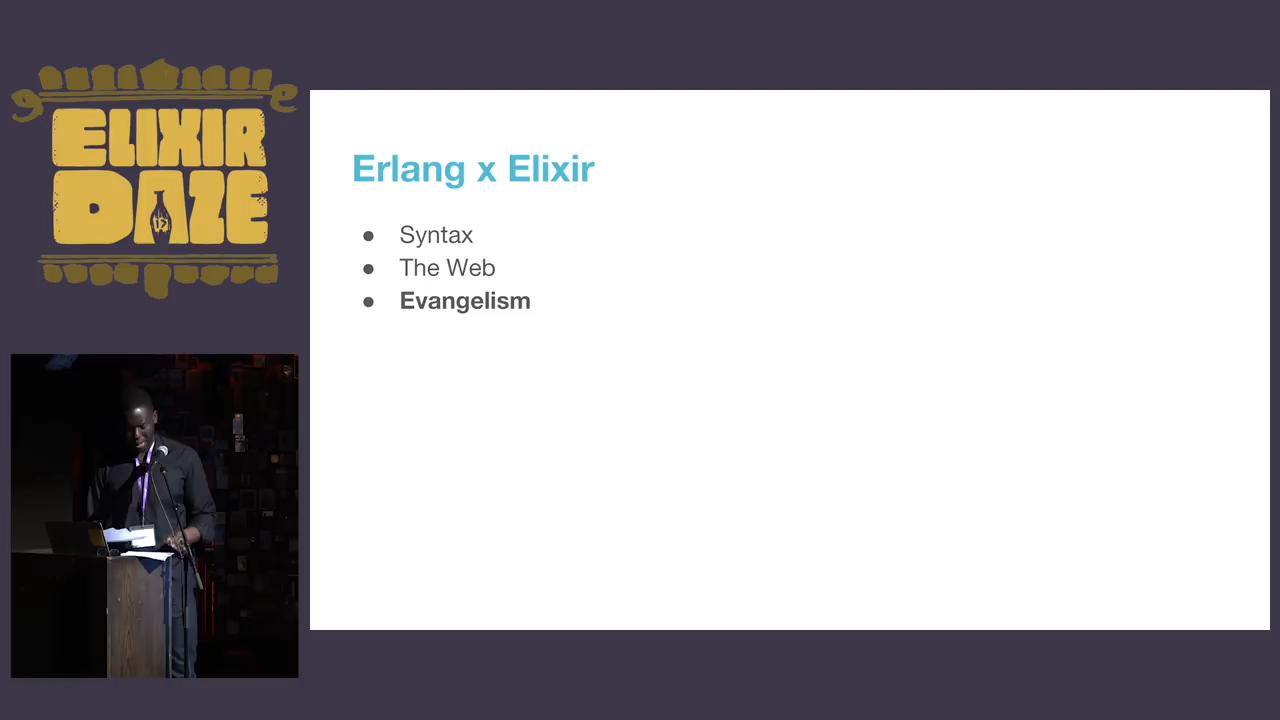 ELIXIR
DAZE
Erlang x Elixir
● Syntax
● The Web
● Evangelism